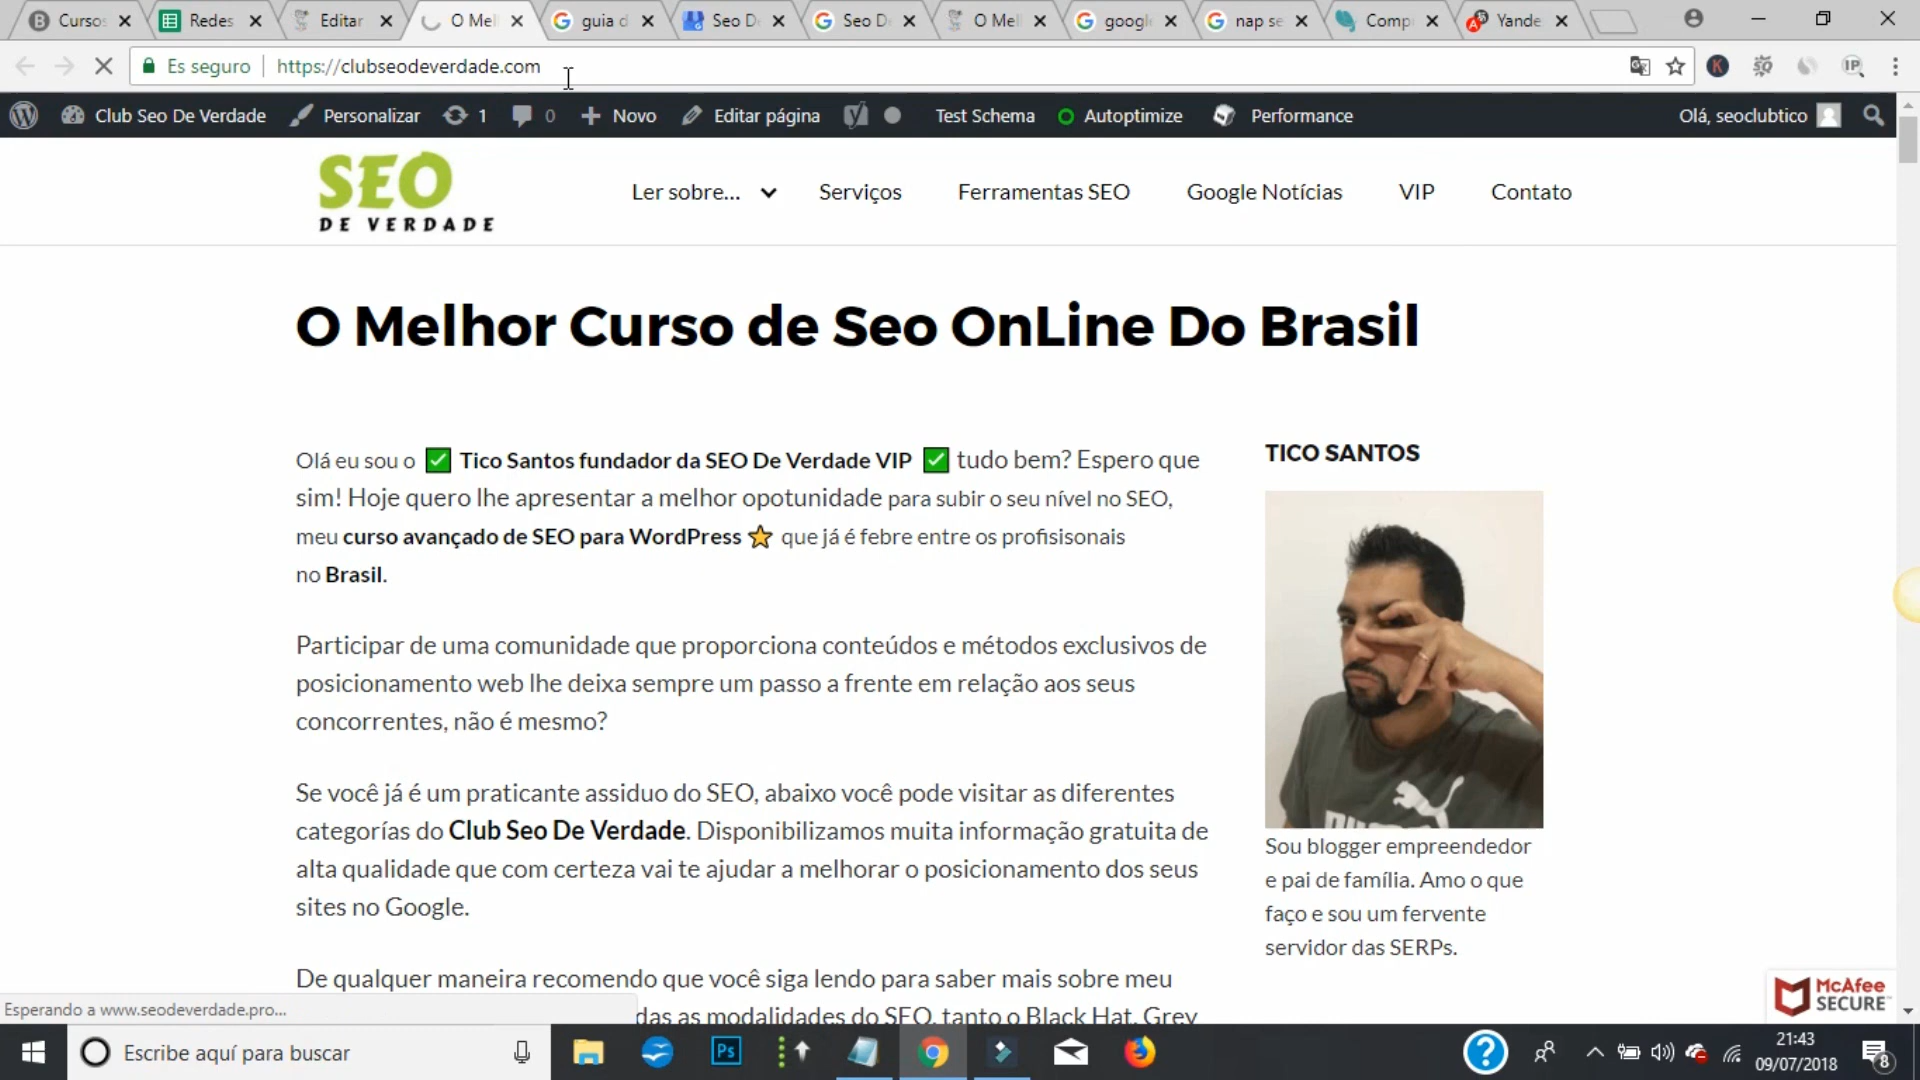 Cursos
Redes
Editar
O Mel
guia d
Seo D
Seo D
O Mel
googl
nap se
Comp
Yande
Es seguro
https://clubseodeverdade.com
Club Seo De Verdade
Personalizar
1
0
Novo
Editar página
Test Schema
Autoptimize
Performance
Olá, seoclubtico
SEO
DE VERDADE
Ler sobre...
Serviços
Ferramentas SEO
Google Notícias
VIP
Contato
O Melhor Curso de Seo OnLine Do Brasil
Olá eu sou o ✅ Tico Santos fundador da SEO De Verdade VIP ✅ tudo bem? Espero que
sim! Hoje quero lhe apresentar a melhor opotunidade para subir o seu nível no SEO,
meu curso avançado de SEO para WordPress ⭐ que já é febre entre os profisisonais
no Brasil.
Participar de uma comunidade que proporciona conteúdos e métodos exclusivos de
posicionamento web lhe deixa sempre um passo a frente em relação aos seus
concorrentes, não é mesmo?
Se você já é um praticante assiduo do SEO, abaixo você pode visitar as diferentes
categorías do Club Seo De Verdade. Disponibilizamos muita informação gratuita de
alta qualidade que com certeza vai te ajudar a melhorar o posicionamento dos seus
sites no Google.
De qualquer maneira recomendo que você siga lendo para saber mais sobre meu
das as modalidades do SEO, tanto o Black Hat, Grey
TICO SANTOS
Sou blogger empreendedor
e pai de família. Amo o que
faço e sou um fervente
servidor das SERPs.
McAfee
SECURE
Esperando a www.seodeverdade.pro...
Escribe aquí para buscar
Ps
21:43
09/07/2018
8